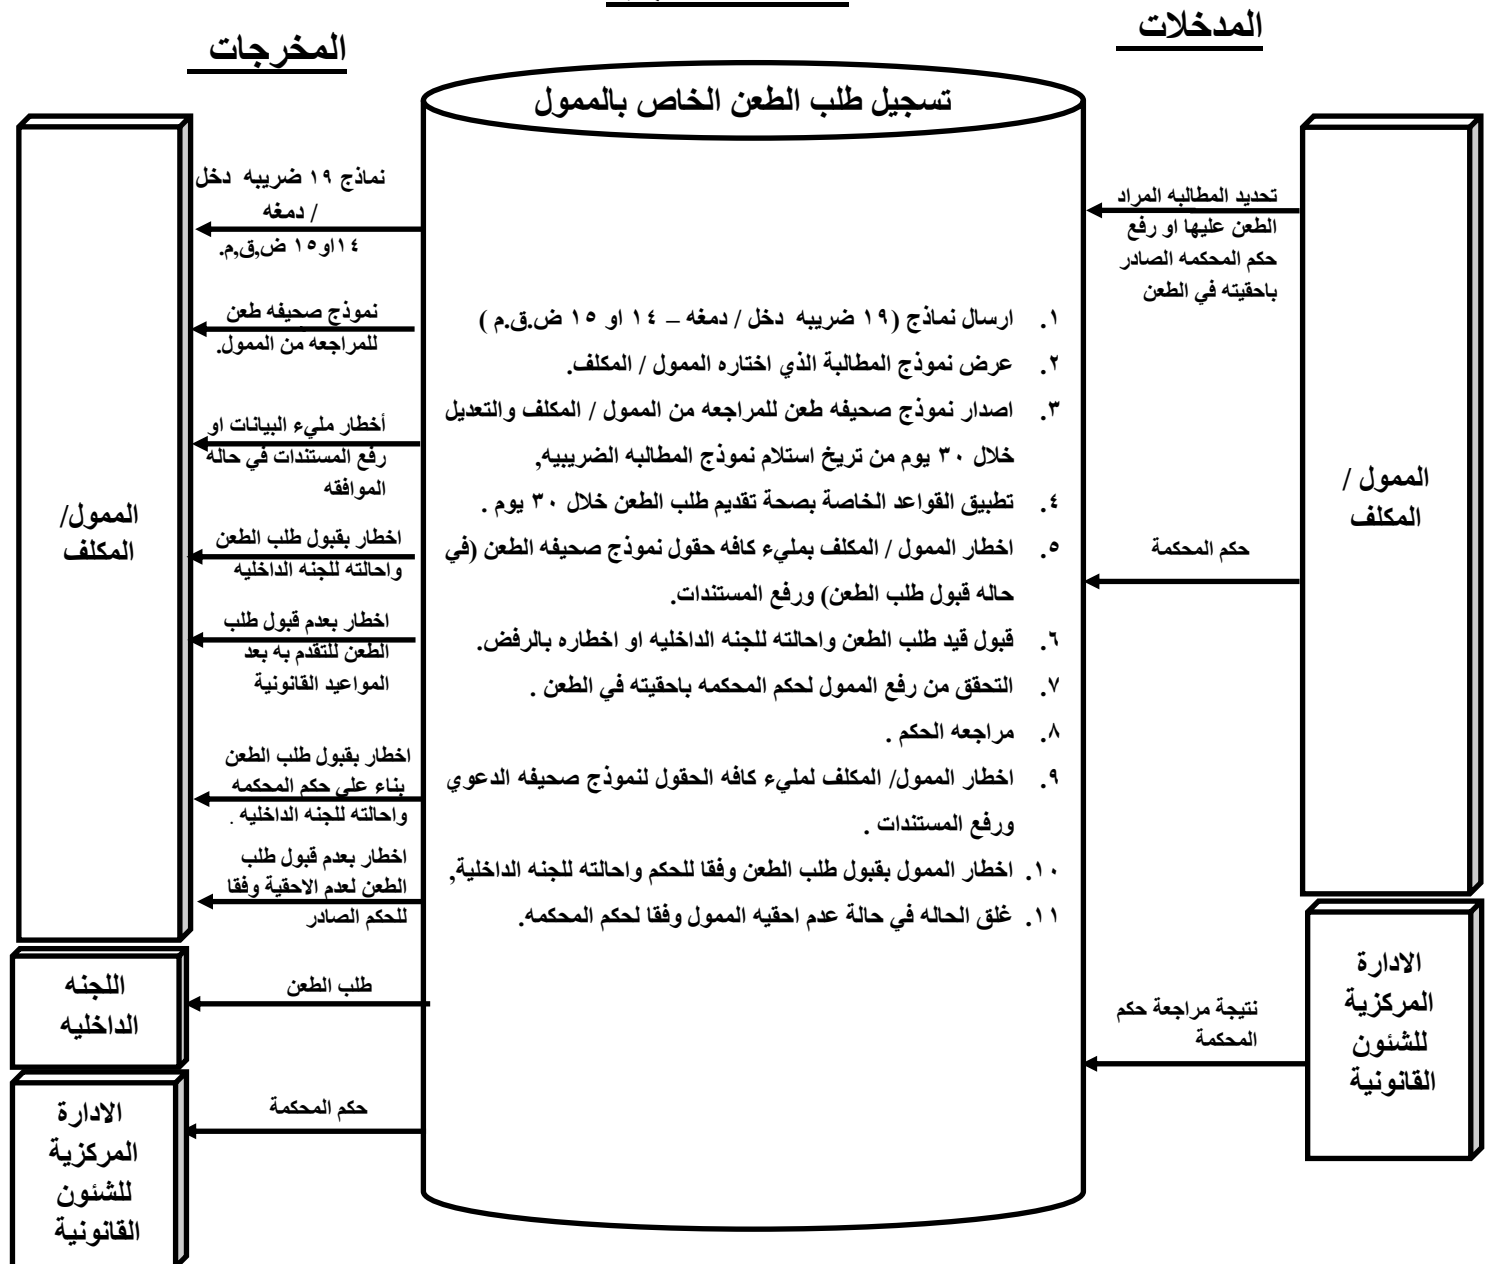 المدخلات
المخرجات
تسجيل طلب الطعن الخاص بالممول
الممول /
المكلف
تحديد المطالبه المراد
الطعن عليها او رفع
حكم المحكمه الصادر
باحقيته في الطعن
حكم المحكمة
الادارة
المركزية
للشئون
القانونية
نتيجة مراجعة حكم
المحكمة
١. ارسال نماذج (١٩ ضريبه دخل / دمغه – ١٤ او ١٥ ض.ق.م )
٢. عرض نموذج المطالبة الذي اختاره الممول / المكلف.
٣. اصدار نموذج صحيفه طعن للمراجعه من الممول / المكلف والتعديل
خلال ٣٠ يوم من تريخ استلام نموذج المطالبه الضريبيه,
٤. تطبيق القواعد الخاصة بصحة تقديم طلب الطعن خلال ٣٠ يوم .
٥. اخطار الممول / المكلف بمليء كافه حقول نموذج صحيفه الطعن (في
حاله قبول طلب الطعن) ورفع المستندات.
٦. قبول قيد طلب الطعن واحالته للجنه الداخليه او اخطاره بالرفض.
٧. التحقق من رفع الممول لحكم المحكمه باحقيته في الطعن .
٨. مراجعه الحكم .
٩. اخطار الممول/ المكلف لمليء كافه الحقول لنموذج صحيفه الدعوي
ورفع المستندات .
١٠. اخطار الممول بقبول طلب الطعن وفقا للحكم واحالته للجنه الداخلية,
١١. غلق الحاله في حالة عدم احقيه الممول وفقا لحكم المحكمه.
نماذج ١٩ ضريبه دخل
/ دمغه
١٤او١٥ ض,ق,م.
نموذج صحيفه طعن
للمراجعه من الممول.
أخطار مليء البيانات او
رفع المستندات في حاله
الموافقه
اخطار بقبول طلب الطعن
واحالته للجنه الداخليه
اخطار بعدم قبول طلب
الطعن للتقدم به بعد
المواعيد القانونية
اخطار بقبول طلب الطعن
بناء علي حكم المحكمه
واحالته للجنه الداخليه .
اخطار بعدم قبول طلب
الطعن لعدم الاحقية وفقا
للحكم الصادر
طلب الطعن
حكم المحكمة
الممول/
المكلف
اللجنه
الداخليه
الادارة
المركزية
للشئون
القانونية